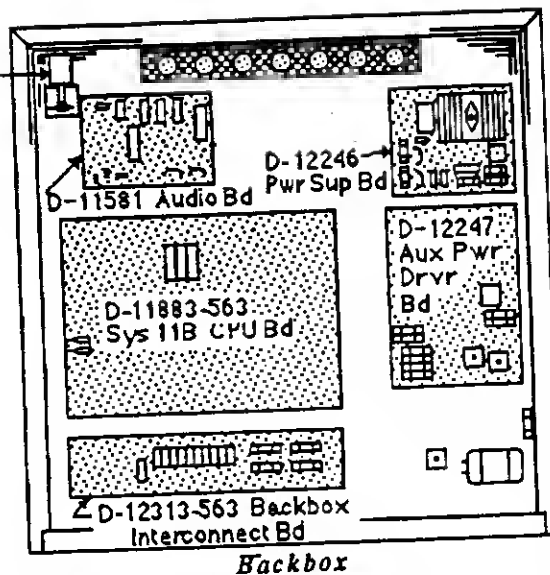 D-11581 Audio Bd
D-12246
Pwr Sup Bd
D-12247
Aux Pwr
Drvr
Bd
D-11883-563
Sys 11B CPU Bd
D-12313-563 Backbox
Interconnect Bd
Backbox